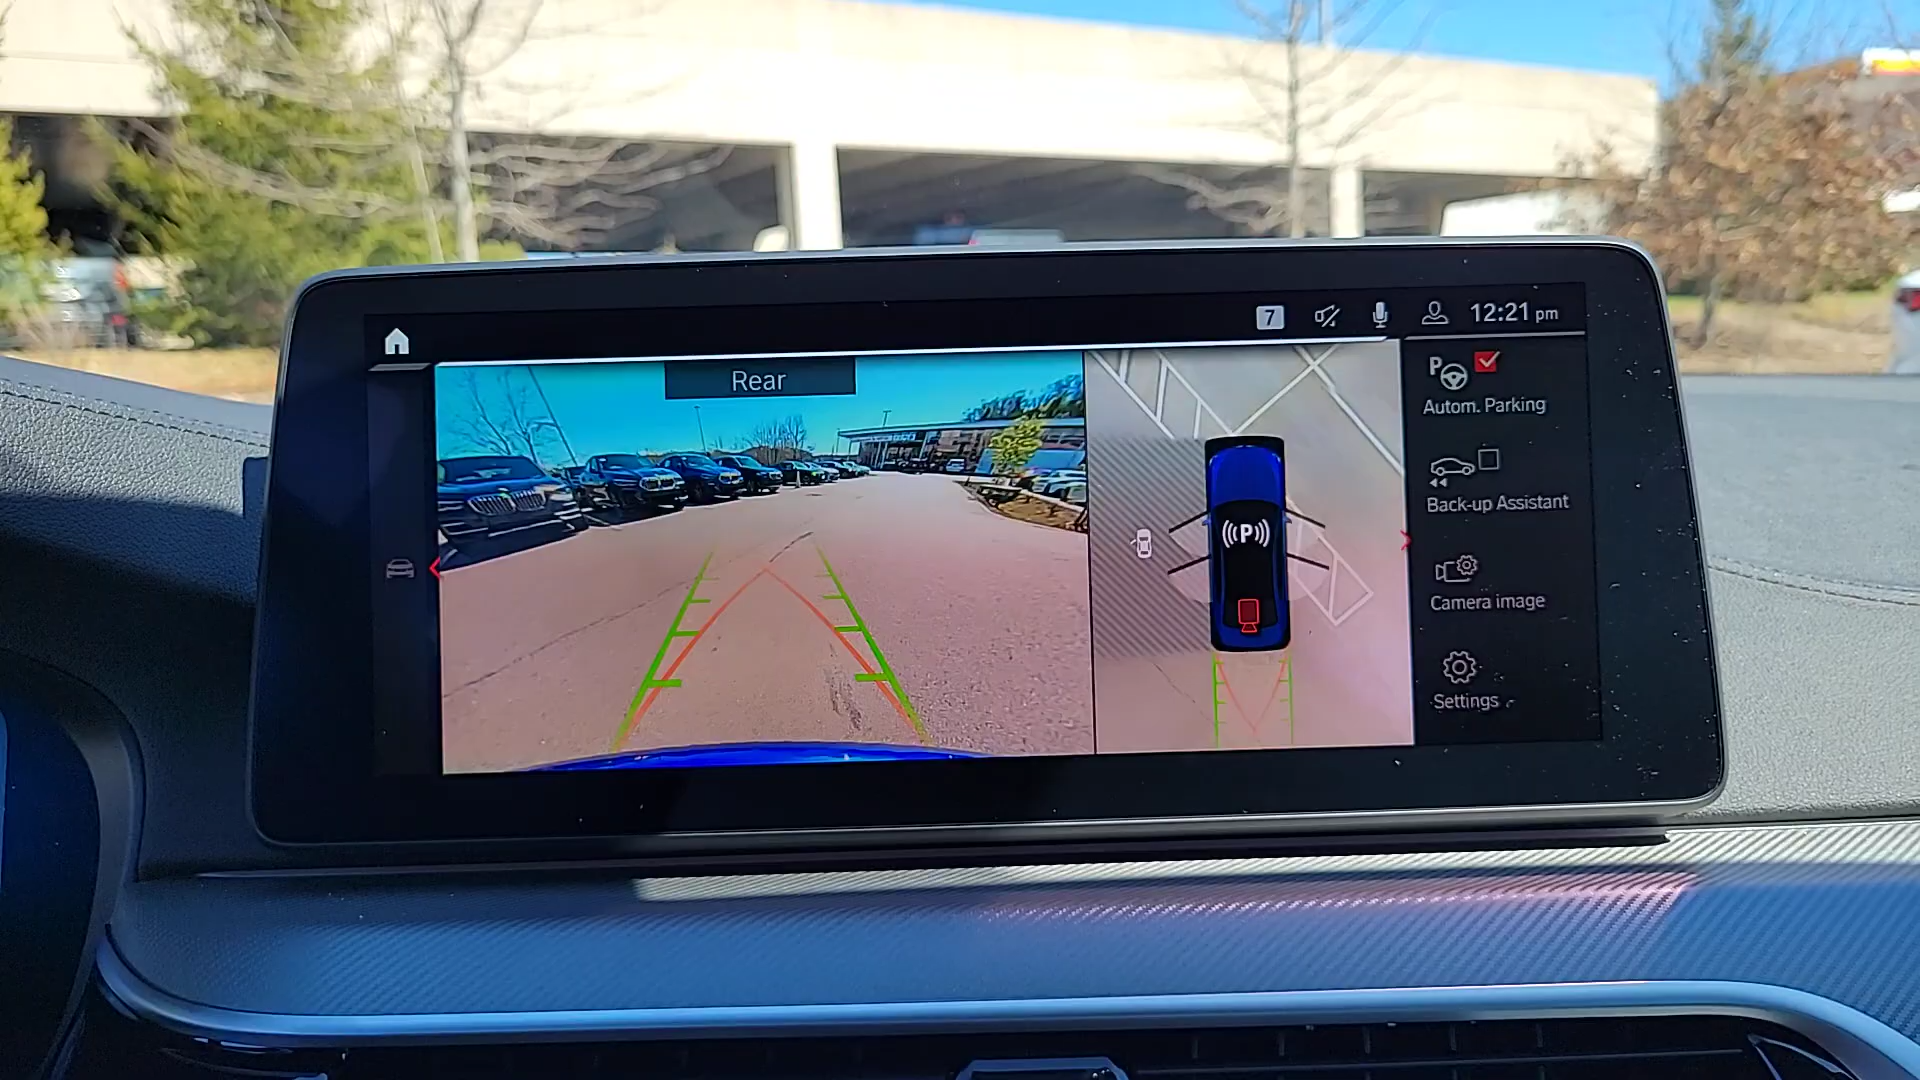 7
12:21 pm
Rear
P
Autom. Parking
Back-up Assistant
Camera image
Settings
((P))